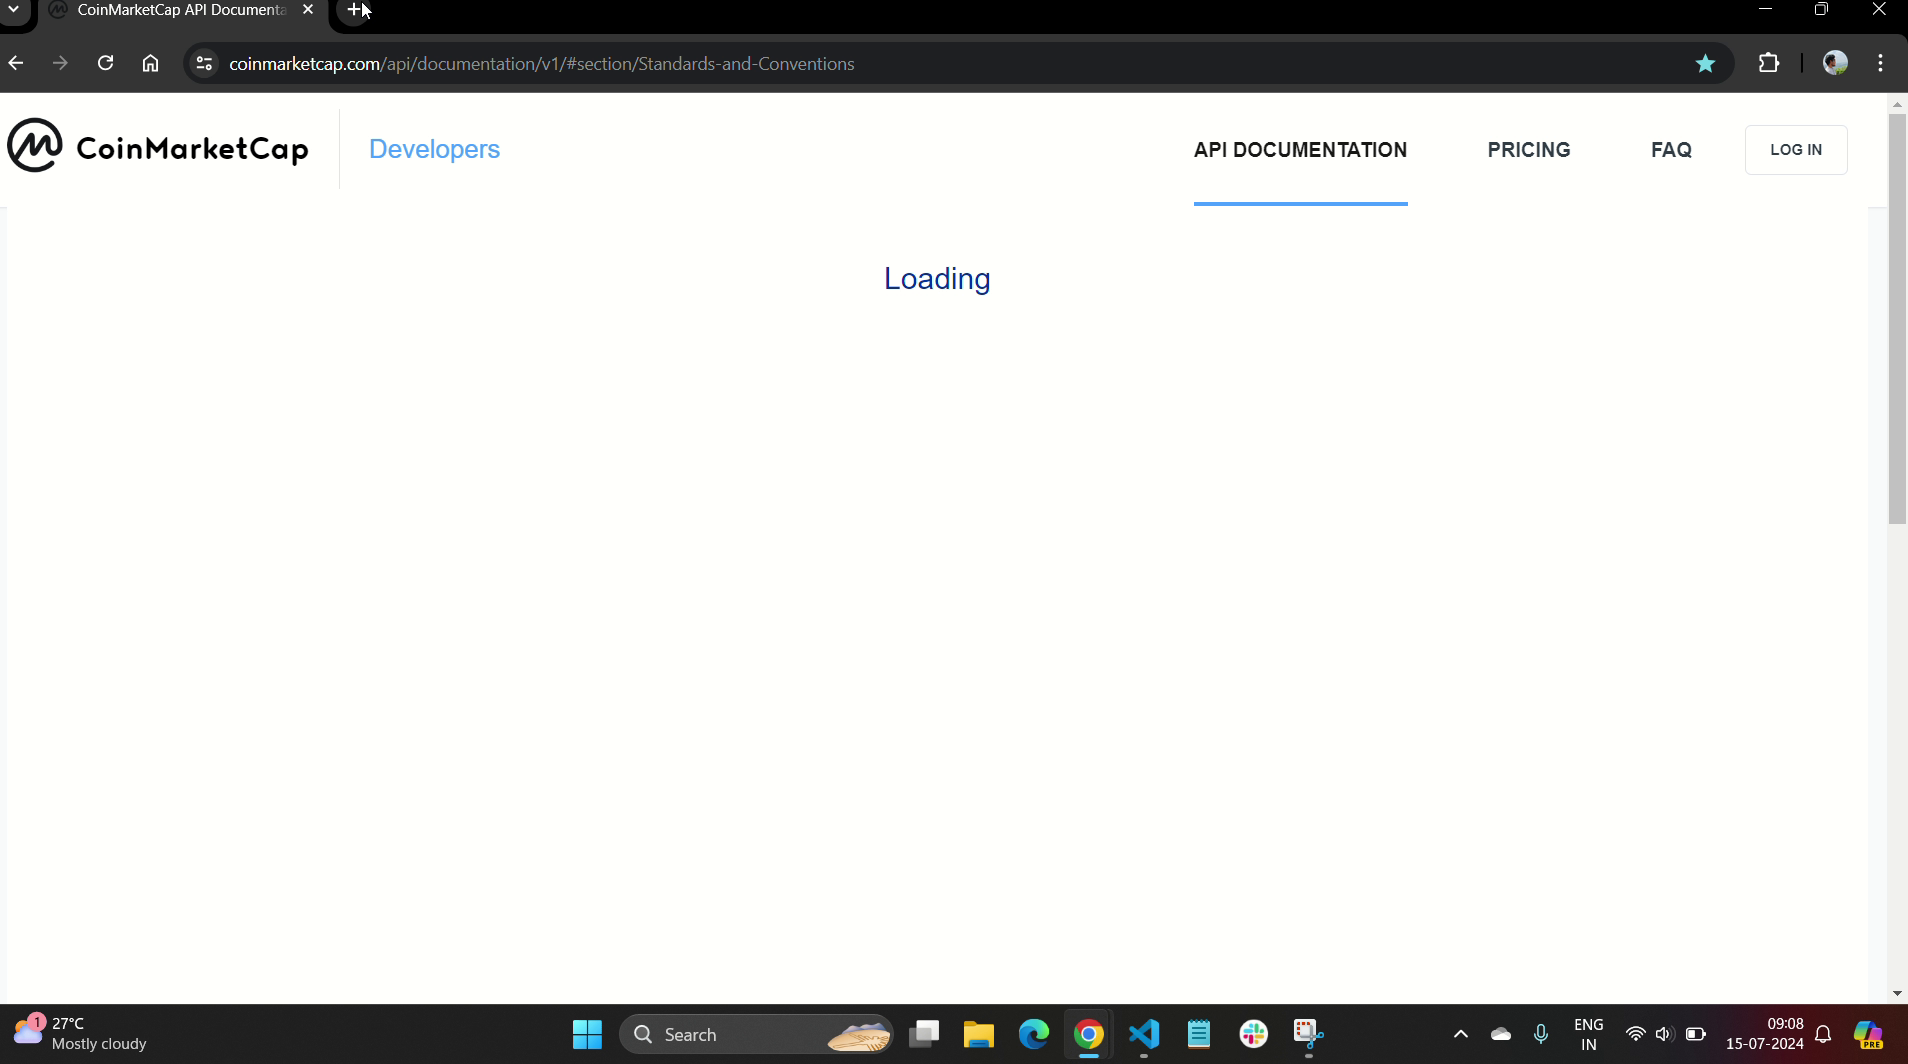 CoinMarketCap API Documenta
coinmarketcap.com/api/documentation/v1/#section/Standards-and-Conventions
CoinMarketCap
Developers
API DOCUMENTATION
PRICING
FAQ
LOG IN
Loading
1
27°C
Mostly cloudy
Search
ENG
IN
09:08
15-07-2024
PRE